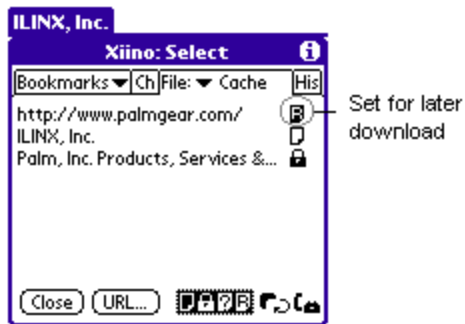 ILINX, Inc.
Xiino: Select
Bookmarks Ch File: Cache His
http://www.palmgear.com/
ILINX, Inc.
Palm, Inc. Products, Services &...
Set for later
download
Close URL... ? R